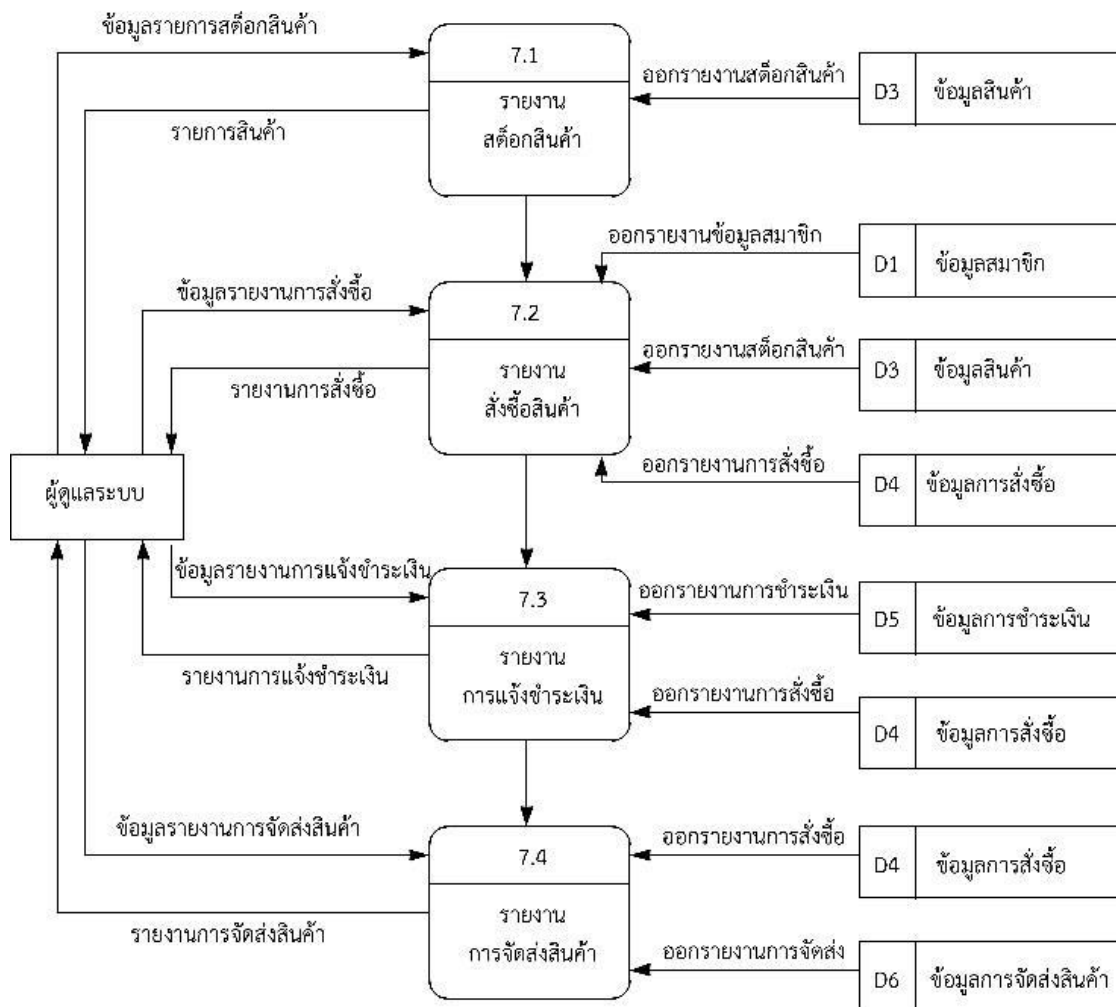 ข้อมูลรายการสต็อกสินค้า
7.1
รายงาน
สต็อกสินค้า
ออกรายงานสต็อกสินค้า
D3
ข้อมูลสินค้า
รายการสินค้า
ออกรายงานข้อมูลสมาชิก
D1
ข้อมูลสมาชิก
ข้อมูลรายงานการสั่งซื้อ
7.2
รายงาน
สั่งซื้อสินค้า
ออกรายงานสต็อกสินค้า
D3
ข้อมูลสินค้า
รายงานการสั่งซื้อ
ออกรายงานการสั่งซื้อ
D4
ข้อมูลการสั่งซื้อ
ผู้ดูแลระบบ
ข้อมูลรายงานการแจ้งชำระเงิน
7.3
รายงาน
การแจ้งชำระเงิน
ออกรายงานการชำระเงิน
D5
ข้อมูลการชำระเงิน
รายงานการแจ้งชำระเงิน
ออกรายงานการสั่งซื้อ
D4
ข้อมูลการสั่งซื้อ
ข้อมูลรายงานการจัดส่งสินค้า
7.4
รายงาน
การจัดส่งสินค้า
ออกรายงานการสั่งซื้อ
D4
ข้อมูลการสั่งซื้อ
รายงานการจัดส่งสินค้า
ออกรายงานการจัดส่ง
D6
ข้อมูลการจัดส่งสินค้า